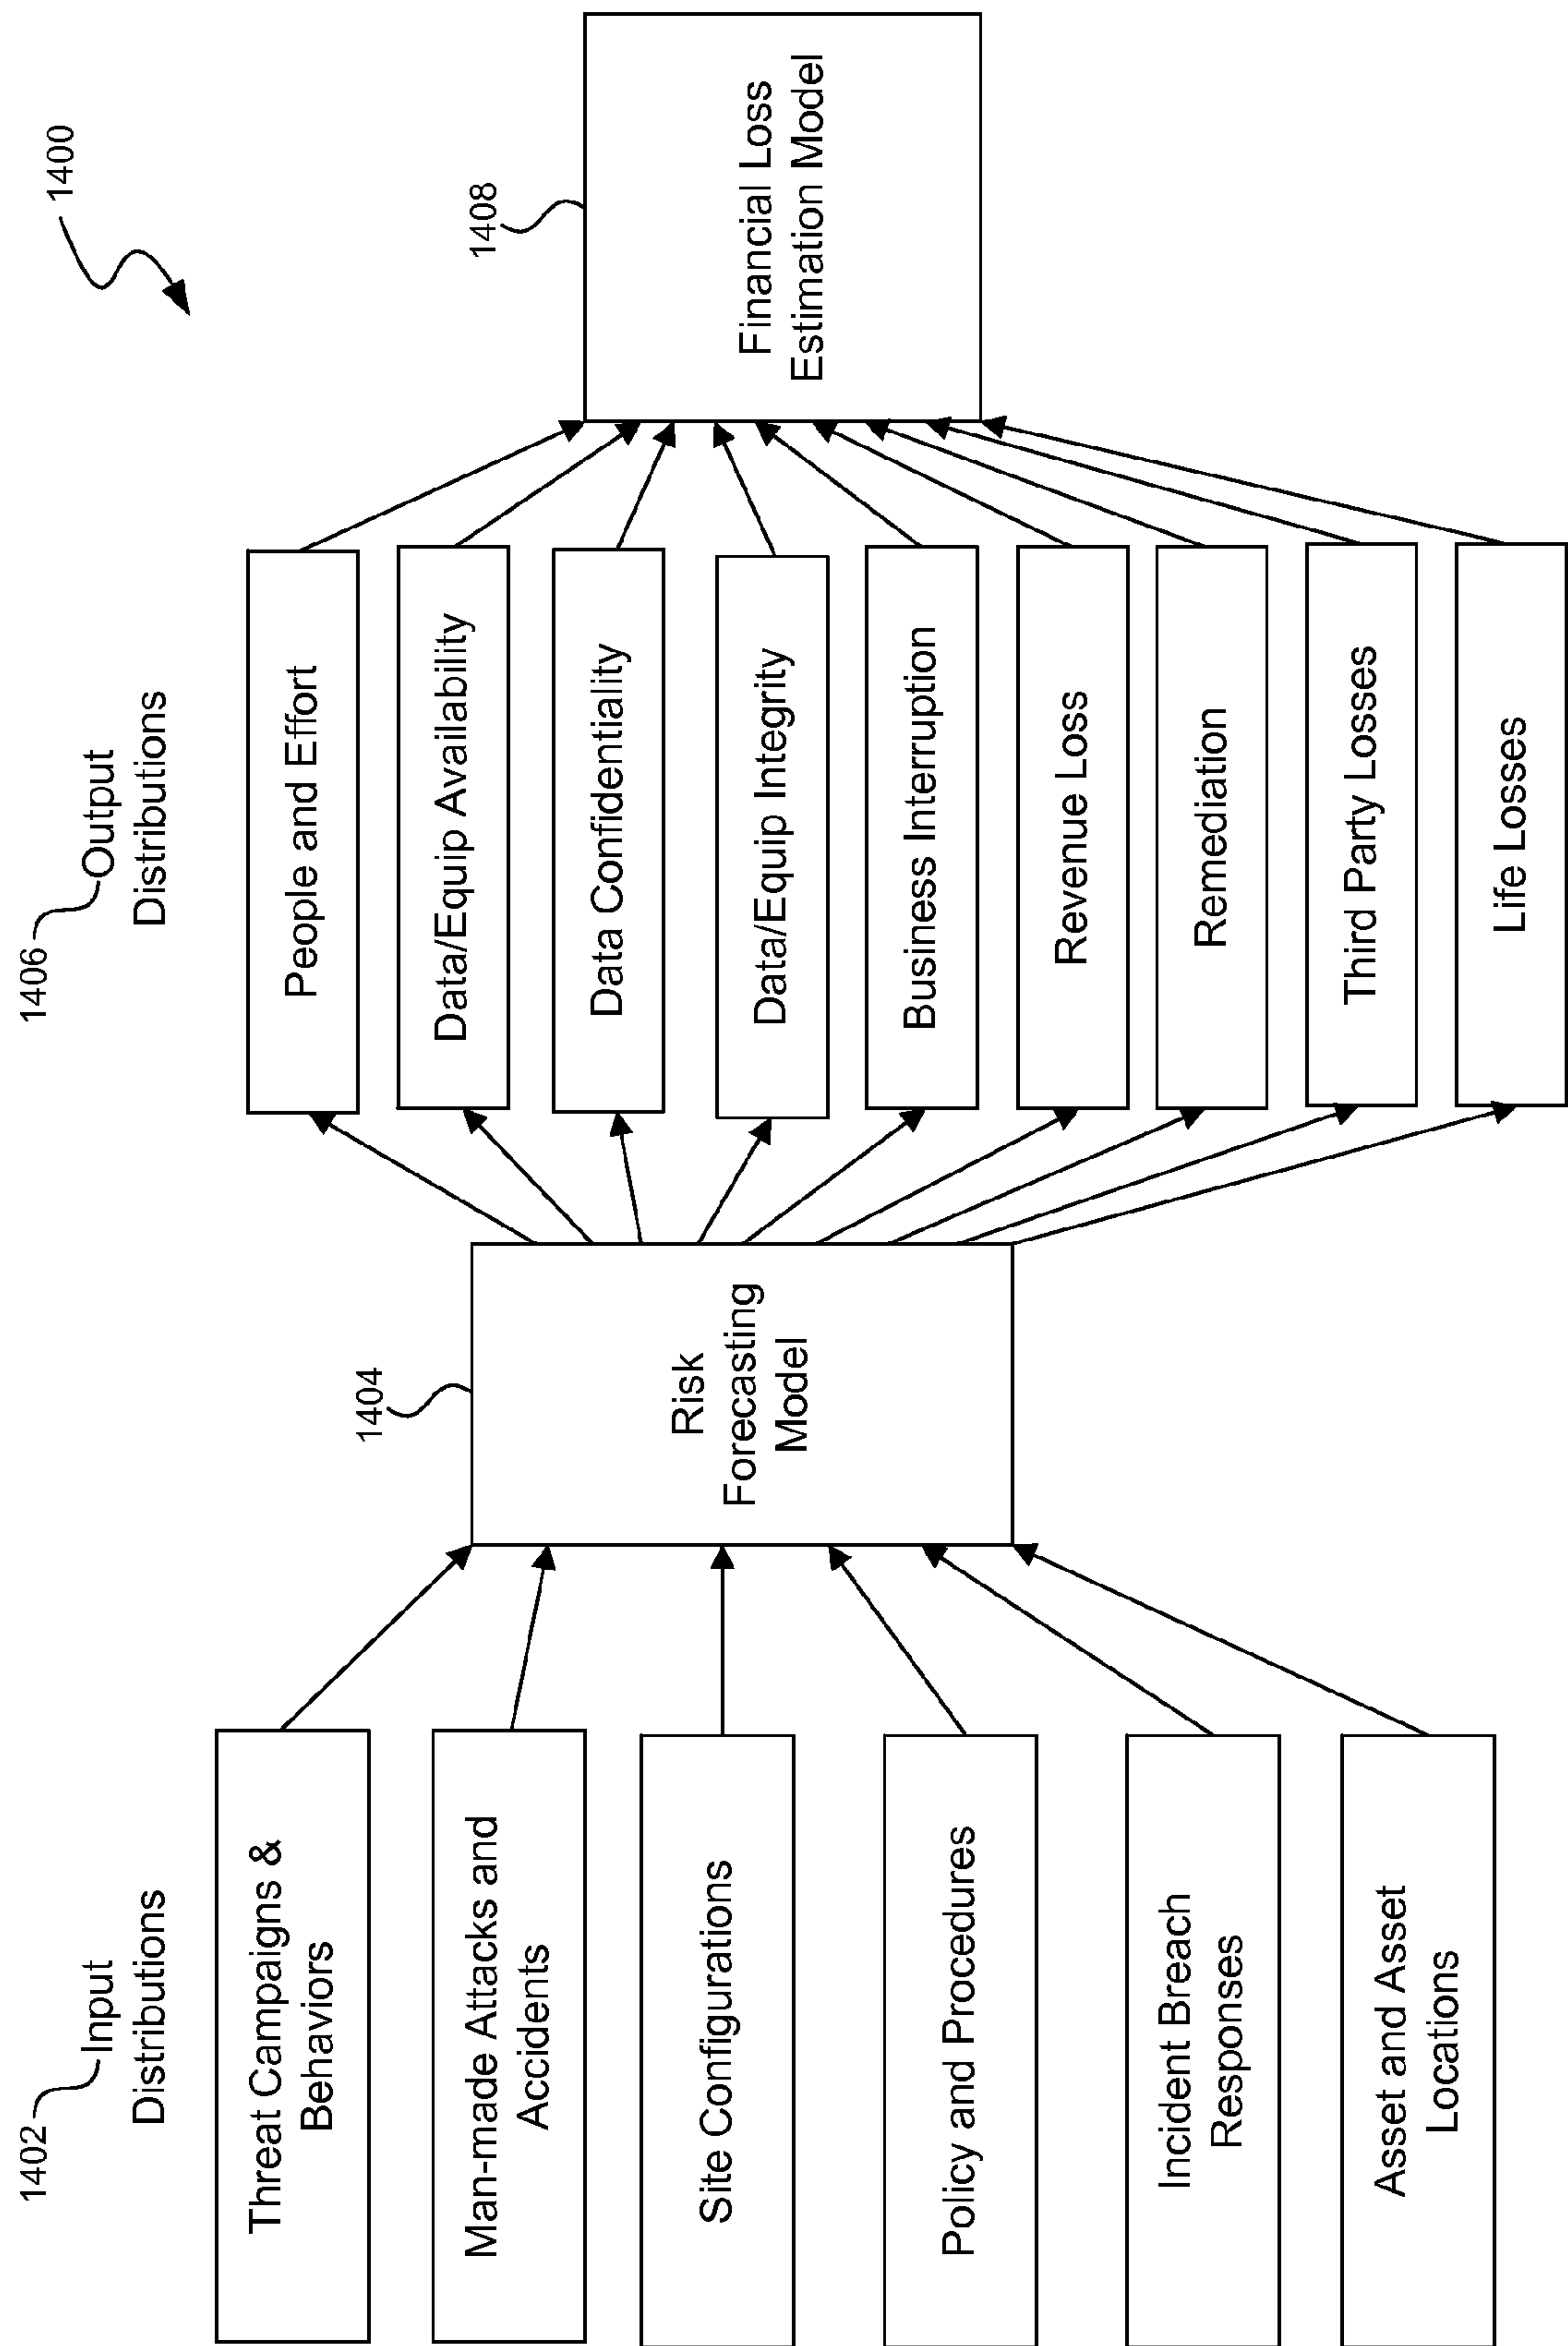 1400
1402
Input
Distributions
Threat Campaigns &
Behaviors
Man-made Attacks and
Accidents
Site Configurations
Policy and Procedures
Incident Breach
Responses
Asset and Asset
Locations
1404
Risk
Forecasting
Model
1406
Output
Distributions
People and Effort
Data/Equip Availability
Data Confidentiality
Data/Equip Integrity
Business Interruption
Revenue Loss
Remediation
Third Party Losses
Life Losses
1408
Financial Loss
Estimation Model